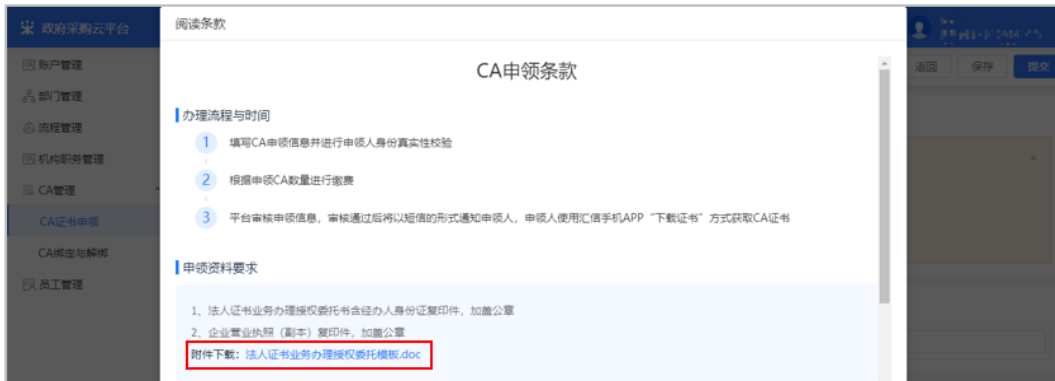 政府采购云平台
阅读条款
返回
保存
提交
账户管理
部门管理
流程管理
机构职务管理
CA管理
CA证书申领
CA绑定与解绑
员工管理
CA申领条款
办理流程与时间
1 填写CA申领信息并进行申领人身份真实性校验
2 根据申领CA数量进行缴费
3 平台审核申领信息，审核通过后将以短信的形式通知申领人，申领人使用汇信手机APP“下载证书”方式获取CA证书
申领资料要求
1、法人证书业务办理授权委托书含经办人身份证复印件，加盖公章
2、企业营业执照（副本）复印件，加盖公章
附件下载：法人证书业务办理授权委托模板.doc